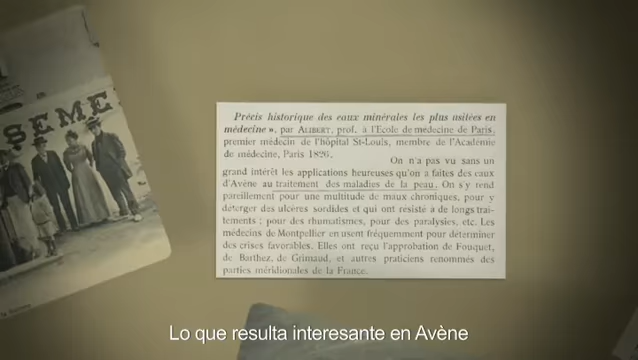 SEME
Précis historique des eaux minérales les plus usitées en
médecine », par ALIBERT, prof. à l'Ecole de médecine de Paris,
premier médecin de l'hôpital St-Louis, membre de l'Académie
de médecine, Paris 1826.
On n'a pas vu sans un
grand intérêt les applications heureuses qu'on a faites des eaux
d'Avène au traitement des maladies de la peau. On s'y rend
pareillement pour une multitude de maux chroniques, pour y
déterger des ulcères sordides et qui ont résisté à de longs trai-
tements : pour des rhumatismes, pour des paralysies, etc. Les
médecins de Montpellier en usent fréquemment pour déterminer
des crises favorables. Elles ont reçu l'approbation de Fouquet,
de Barthez, de Grimaud, et autres praticiens renommés des
parties méridionales de la France.
Lo que resulta interesante en Avène